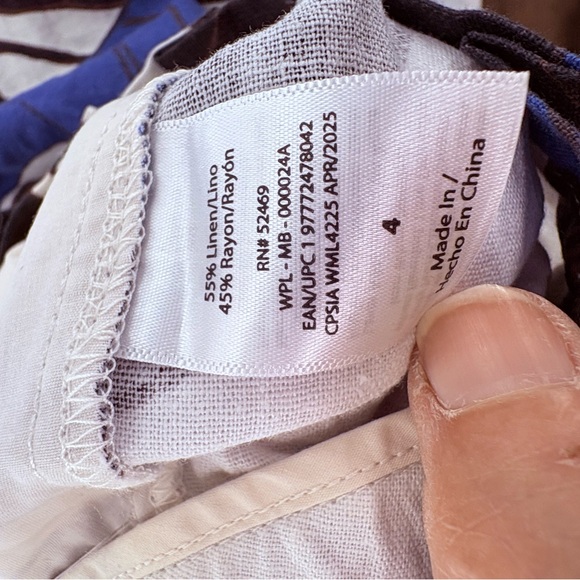 55% Linen/Lino
45% Rayon/Rayón
RN# 52469
WPL - MB - 000024A
EAN/UPC 1 97772478042
CPSIA WML4225 APR/2025
4
Made In /
Hecho En China